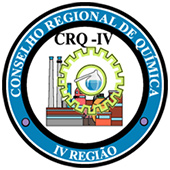 CONSELHO REGIONAL DE QUÍMICA
CRQ -IV
IV REGIÃO